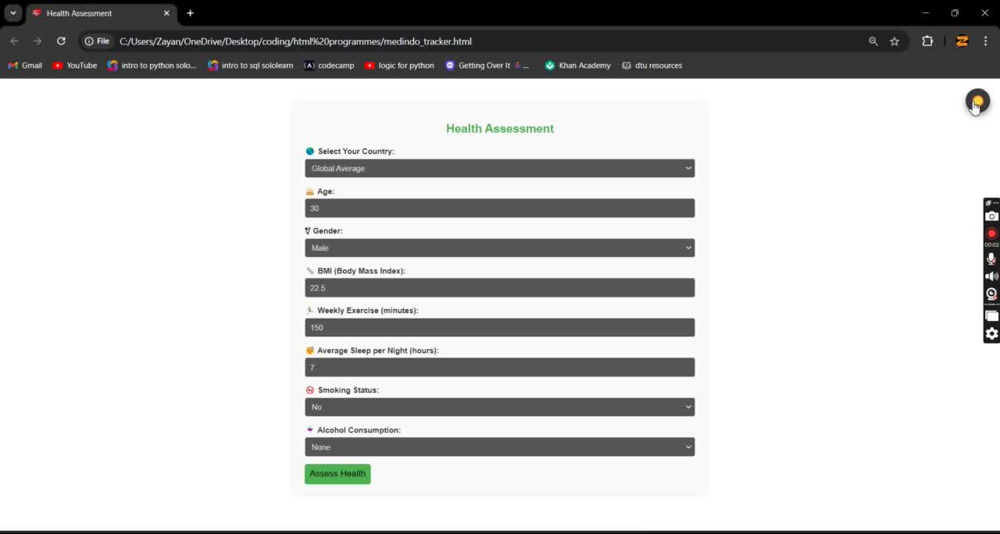 Health Assessment
File C:/Users/Zayan/OneDrive/Desktop/coding/html%20programmes/medindo_tracker.html
Gmail YouTube intro to python solo... intro to sql sololearn codecamp logic for python Getting Over It ... Khan Academy dtu resources
Health Assessment
Select Your Country:
Global Average
Age:
30
Gender:
Male
BMI (Body Mass Index):
22.5
Weekly Exercise (minutes):
150
Average Sleep per Night (hours):
7
Smoking Status:
No
Alcohol Consumption:
None
Assess Health
00:02